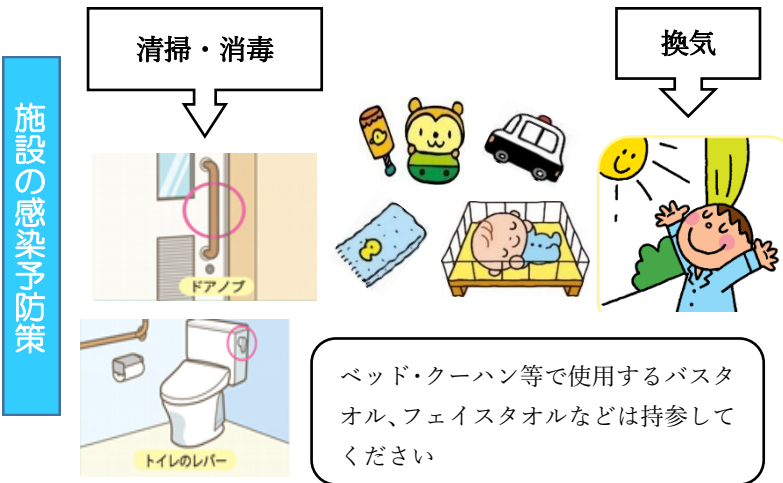 施設の感染予防策
清掃・消毒
換気
ドアノブ
トイレのレバー
ベッド・クーハン等で使用するバスタ
オル、フェイスタオルなどは持参して
ください